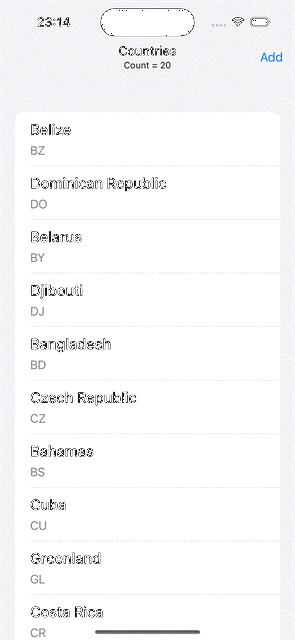 23:14
Countries
Count = 20
Add
Belize
BZ
Dominican Republic
DO
Belarus
BY
Djibouti
DJ
Bangladesh
BD
Czech Republic
CZ
Bahamas
BS
Cuba
CU
Greenland
GL
Costa Rica
CR